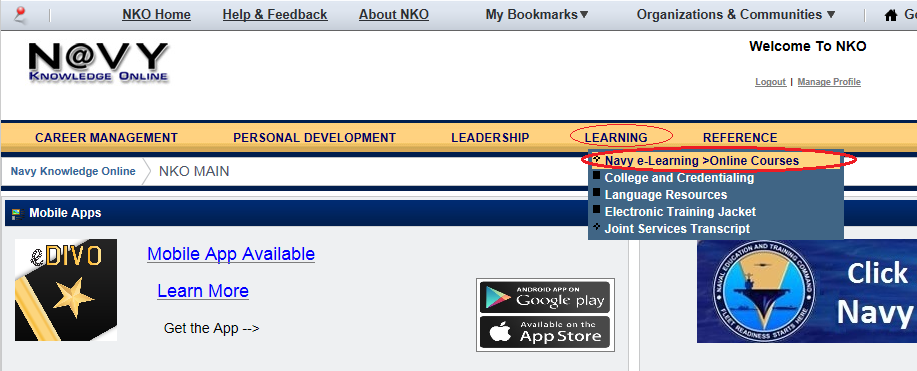 NKO Home Help & Feedback About NKO My Bookmarks▼ Organizations & Communities ▼
N@VY
KNOWLEDGE ONLINE
Welcome To NKO
Logout | Manage Profile
CAREER MANAGEMENT PERSONAL DEVELOPMENT LEADERSHIP LEARNING REFERENCE
Navy e-Learning >Online Courses
College and Credentialing
Language Resources
Electronic Training Jacket
Joint Services Transcript
Navy Knowledge Online NKO MAIN
Mobile Apps
eDIVO
Mobile App Available
Learn More
Get the App -->
ANDROID APP ON
Google play
Available on the
App Store
NAVAL EDUCATION AND TRAINING COMMAND
FLEET READINESS STARTS HERE
Click
Navy